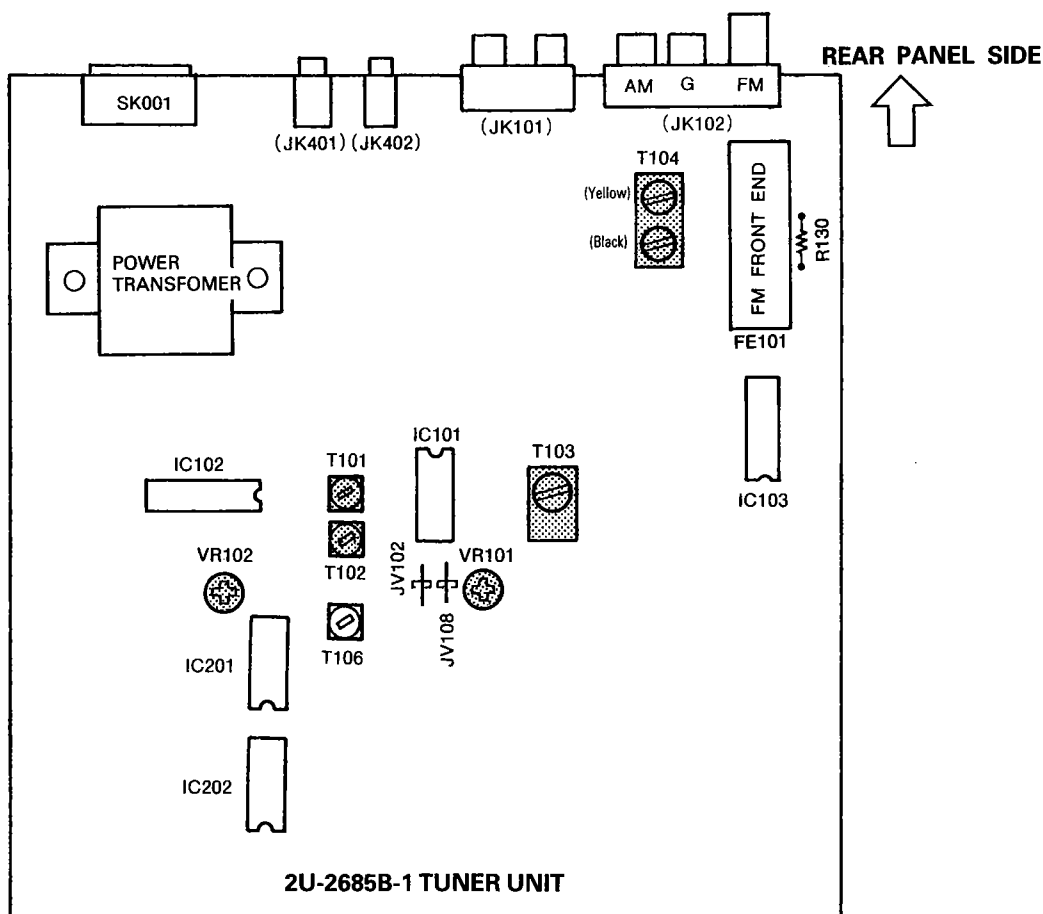 REAR PANEL SIDE
SK001
AM G FM
(JK401) (JK402)
(JK101)
(JK102)
T104
(Yellow)
(Black)
FM FRONT END
R130
FE101
POWER
TRANSFOMER
IC101
IC102
T101
T103
IC103
VR102
T102
JV102
VR101
JV108
T106
IC201
IC202
2U-2685B-1 TUNER UNIT